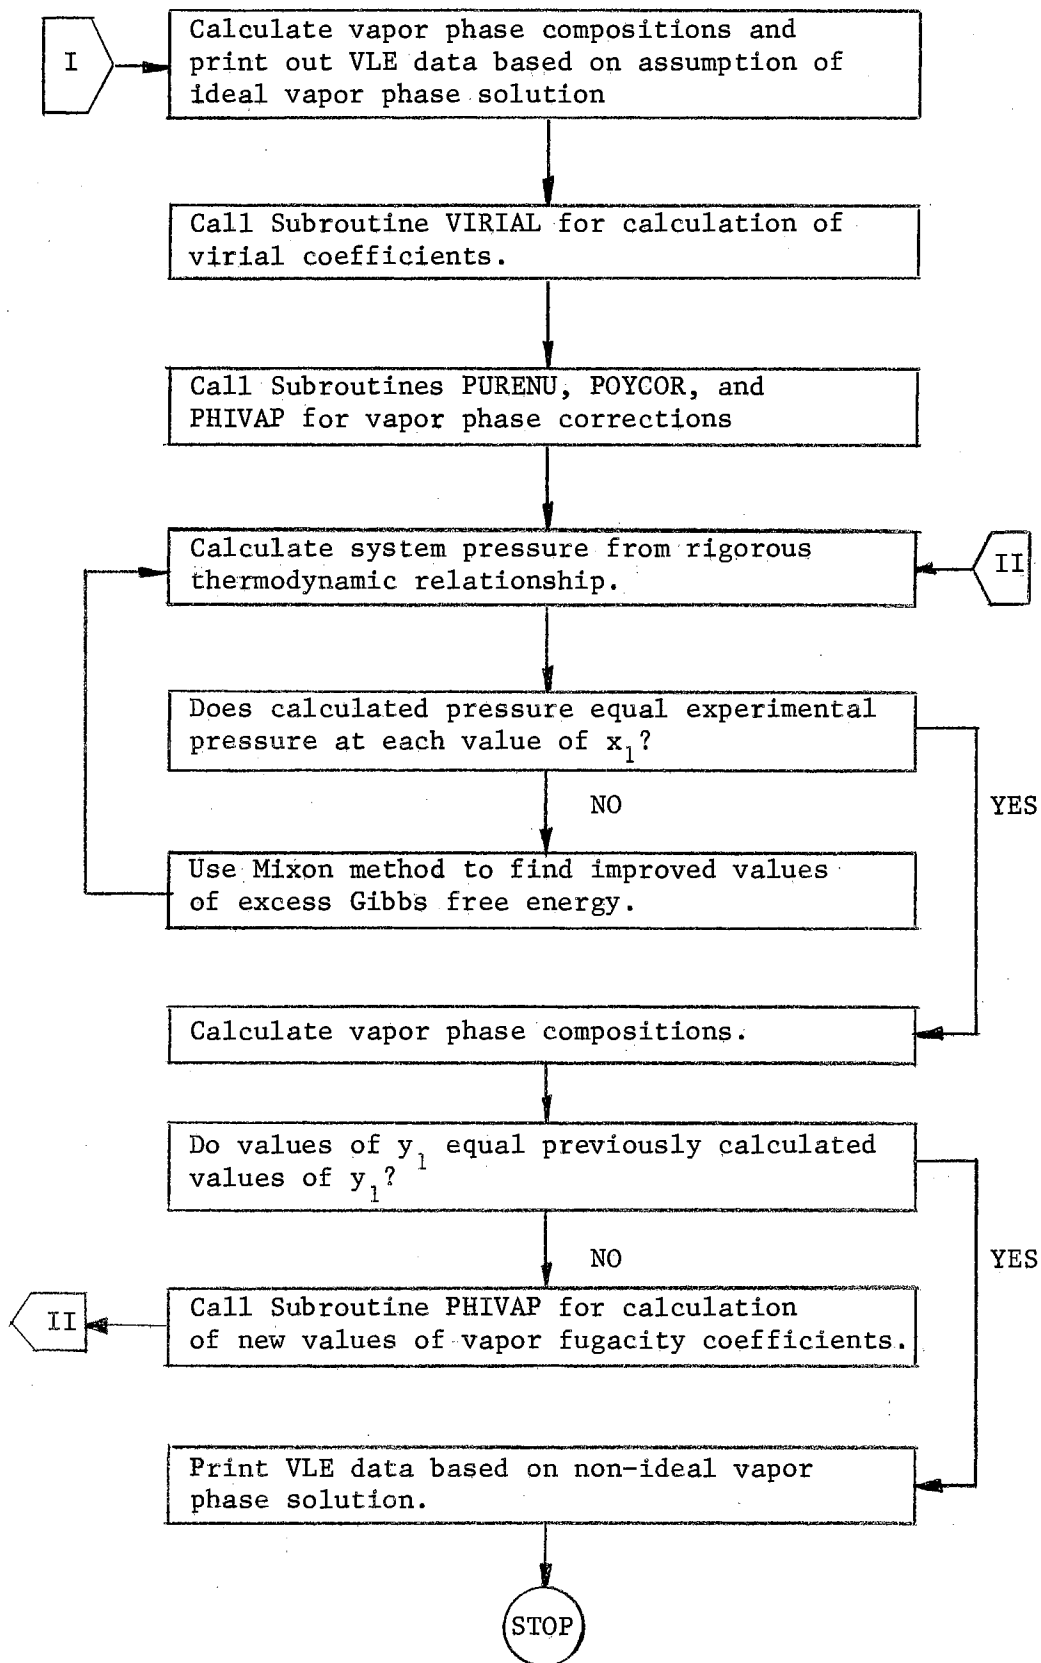 I
Calculate vapor phase compositions and
print out VLE data based on assumption of
ideal vapor phase solution
Call Subroutine VIRIAL for calculation of
virial coefficients.
Call Subroutines PURENU, POYCOR, and
PHIVAP for vapor phase corrections
Calculate system pressure from rigorous
thermodynamic relationship.
II
Does calculated pressure equal experimental
pressure at each value of x₁?
NO
YES
Use Mixon method to find improved values
of excess Gibbs free energy.
Calculate vapor phase compositions.
Do values of y₁ equal previously calculated
values of y₁?
NO
YES
II
Call Subroutine PHIVAP for calculation
of new values of vapor fugacity coefficients.
Print VLE data based on non-ideal vapor
phase solution.
STOP